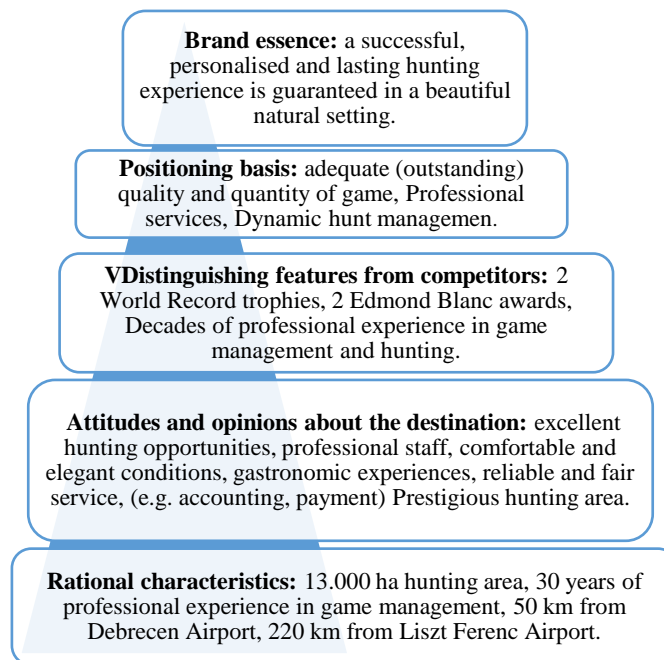 Brand essence: a successful,
personalised and lasting hunting
experience is guaranteed in a beautiful
natural setting.
Positioning basis: adequate (outstanding)
quality and quantity of game, Professional
services, Dynamic hunt managemen.
VDistinguishing features from competitors: 2
World Record trophies, 2 Edmond Blanc awards,
Decades of professional experience in game
management and hunting.
Attitudes and opinions about the destination: excellent
hunting opportunities, professional staff, comfortable and
elegant conditions, gastronomic experiences, reliable and fair
service, (e.g. accounting, payment) Prestigious hunting area.
Rational characteristics: 13.000 ha hunting area, 30 years of
professional experience in game management, 50 km from
Debrecen Airport, 220 km from Liszt Ferenc Airport.